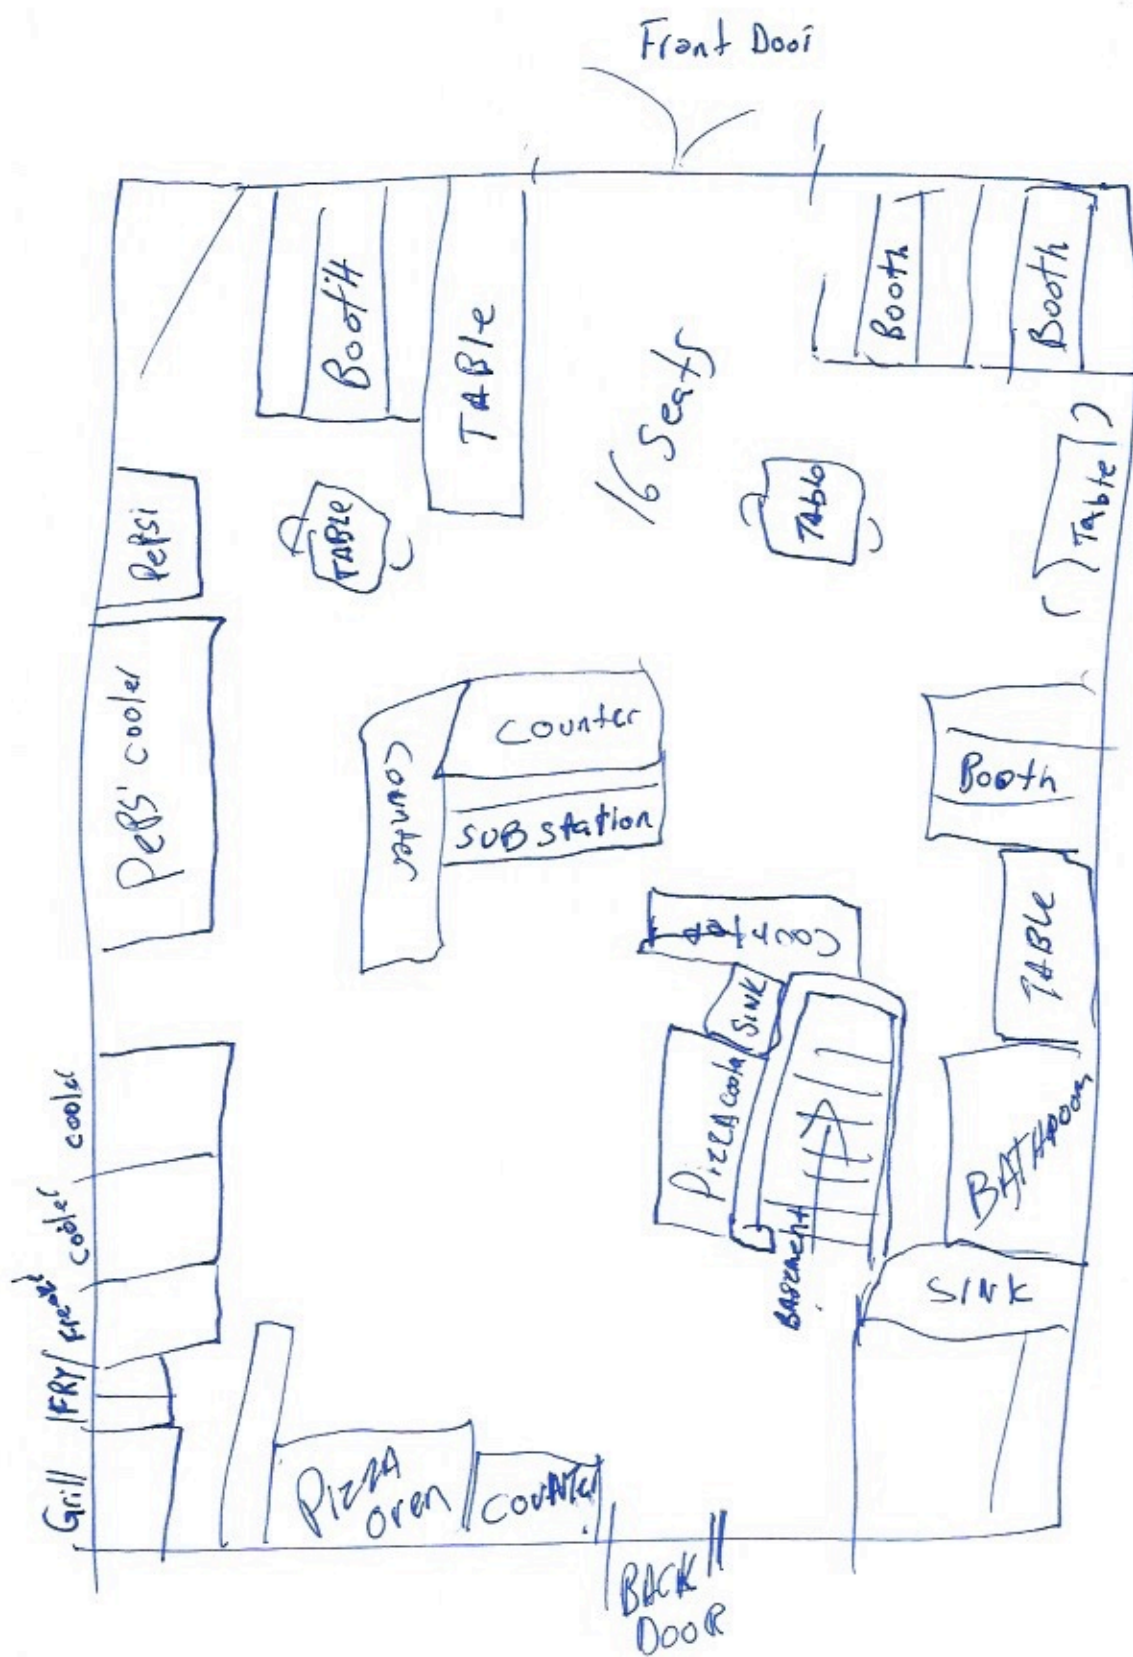 Front Door
BootH
TABle
16 Seats
Booth
Booth
Pepsi
TABle
Table
Table
Pepsi cooler
counter
counter
SUB station
Booth
TABLe
SINK
Pizza
Basement
BATHROOM
SINK
cooler
cooler
FRY
Grill
Pizza
oven
counter
BACK
DOOR